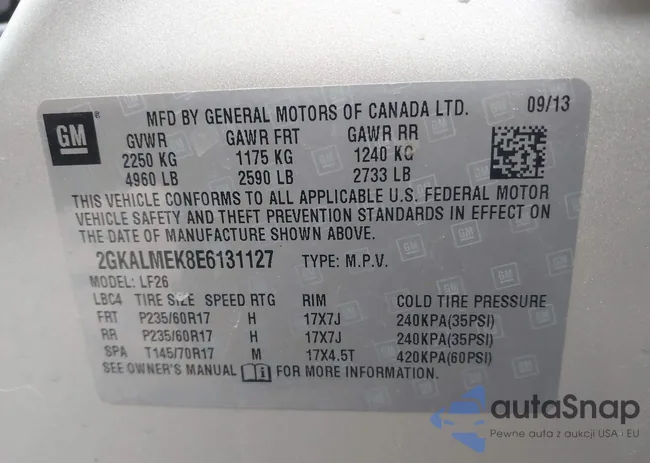 MFD BY GENERAL MOTORS OF CANADA LTD. 09/13
GM
GVWR GAWR FRT GAWR RR
2250 KG 1175 KG 1240 KG
4960 LB 2590 LB 2733 LB
THIS VEHICLE CONFORMS TO ALL APPLICABLE U.S. FEDERAL MOTOR
VEHICLE SAFETY AND THEFT PREVENTION STANDARDS IN EFFECT ON
THE DATE OF MANUFACTURE SHOWN ABOVE.
2GKALMEK8E6131127 TYPE: M.P.V.
MODEL: LF26
LBC4 TIRE SIZE SPEED RTG RIM COLD TIRE PRESSURE
FRT P235/60R17 H 17X7J 240KPA(35PSI)
RR P235/60R17 H 17X7J 240KPA(35PSI)
SPA T145/70R17 M 17X4.5T 420KPA(60PSI)
SEE OWNER'S MANUAL FOR MORE INFORMATION.
autaSnap
Pewne auta z aukcji USA - EU